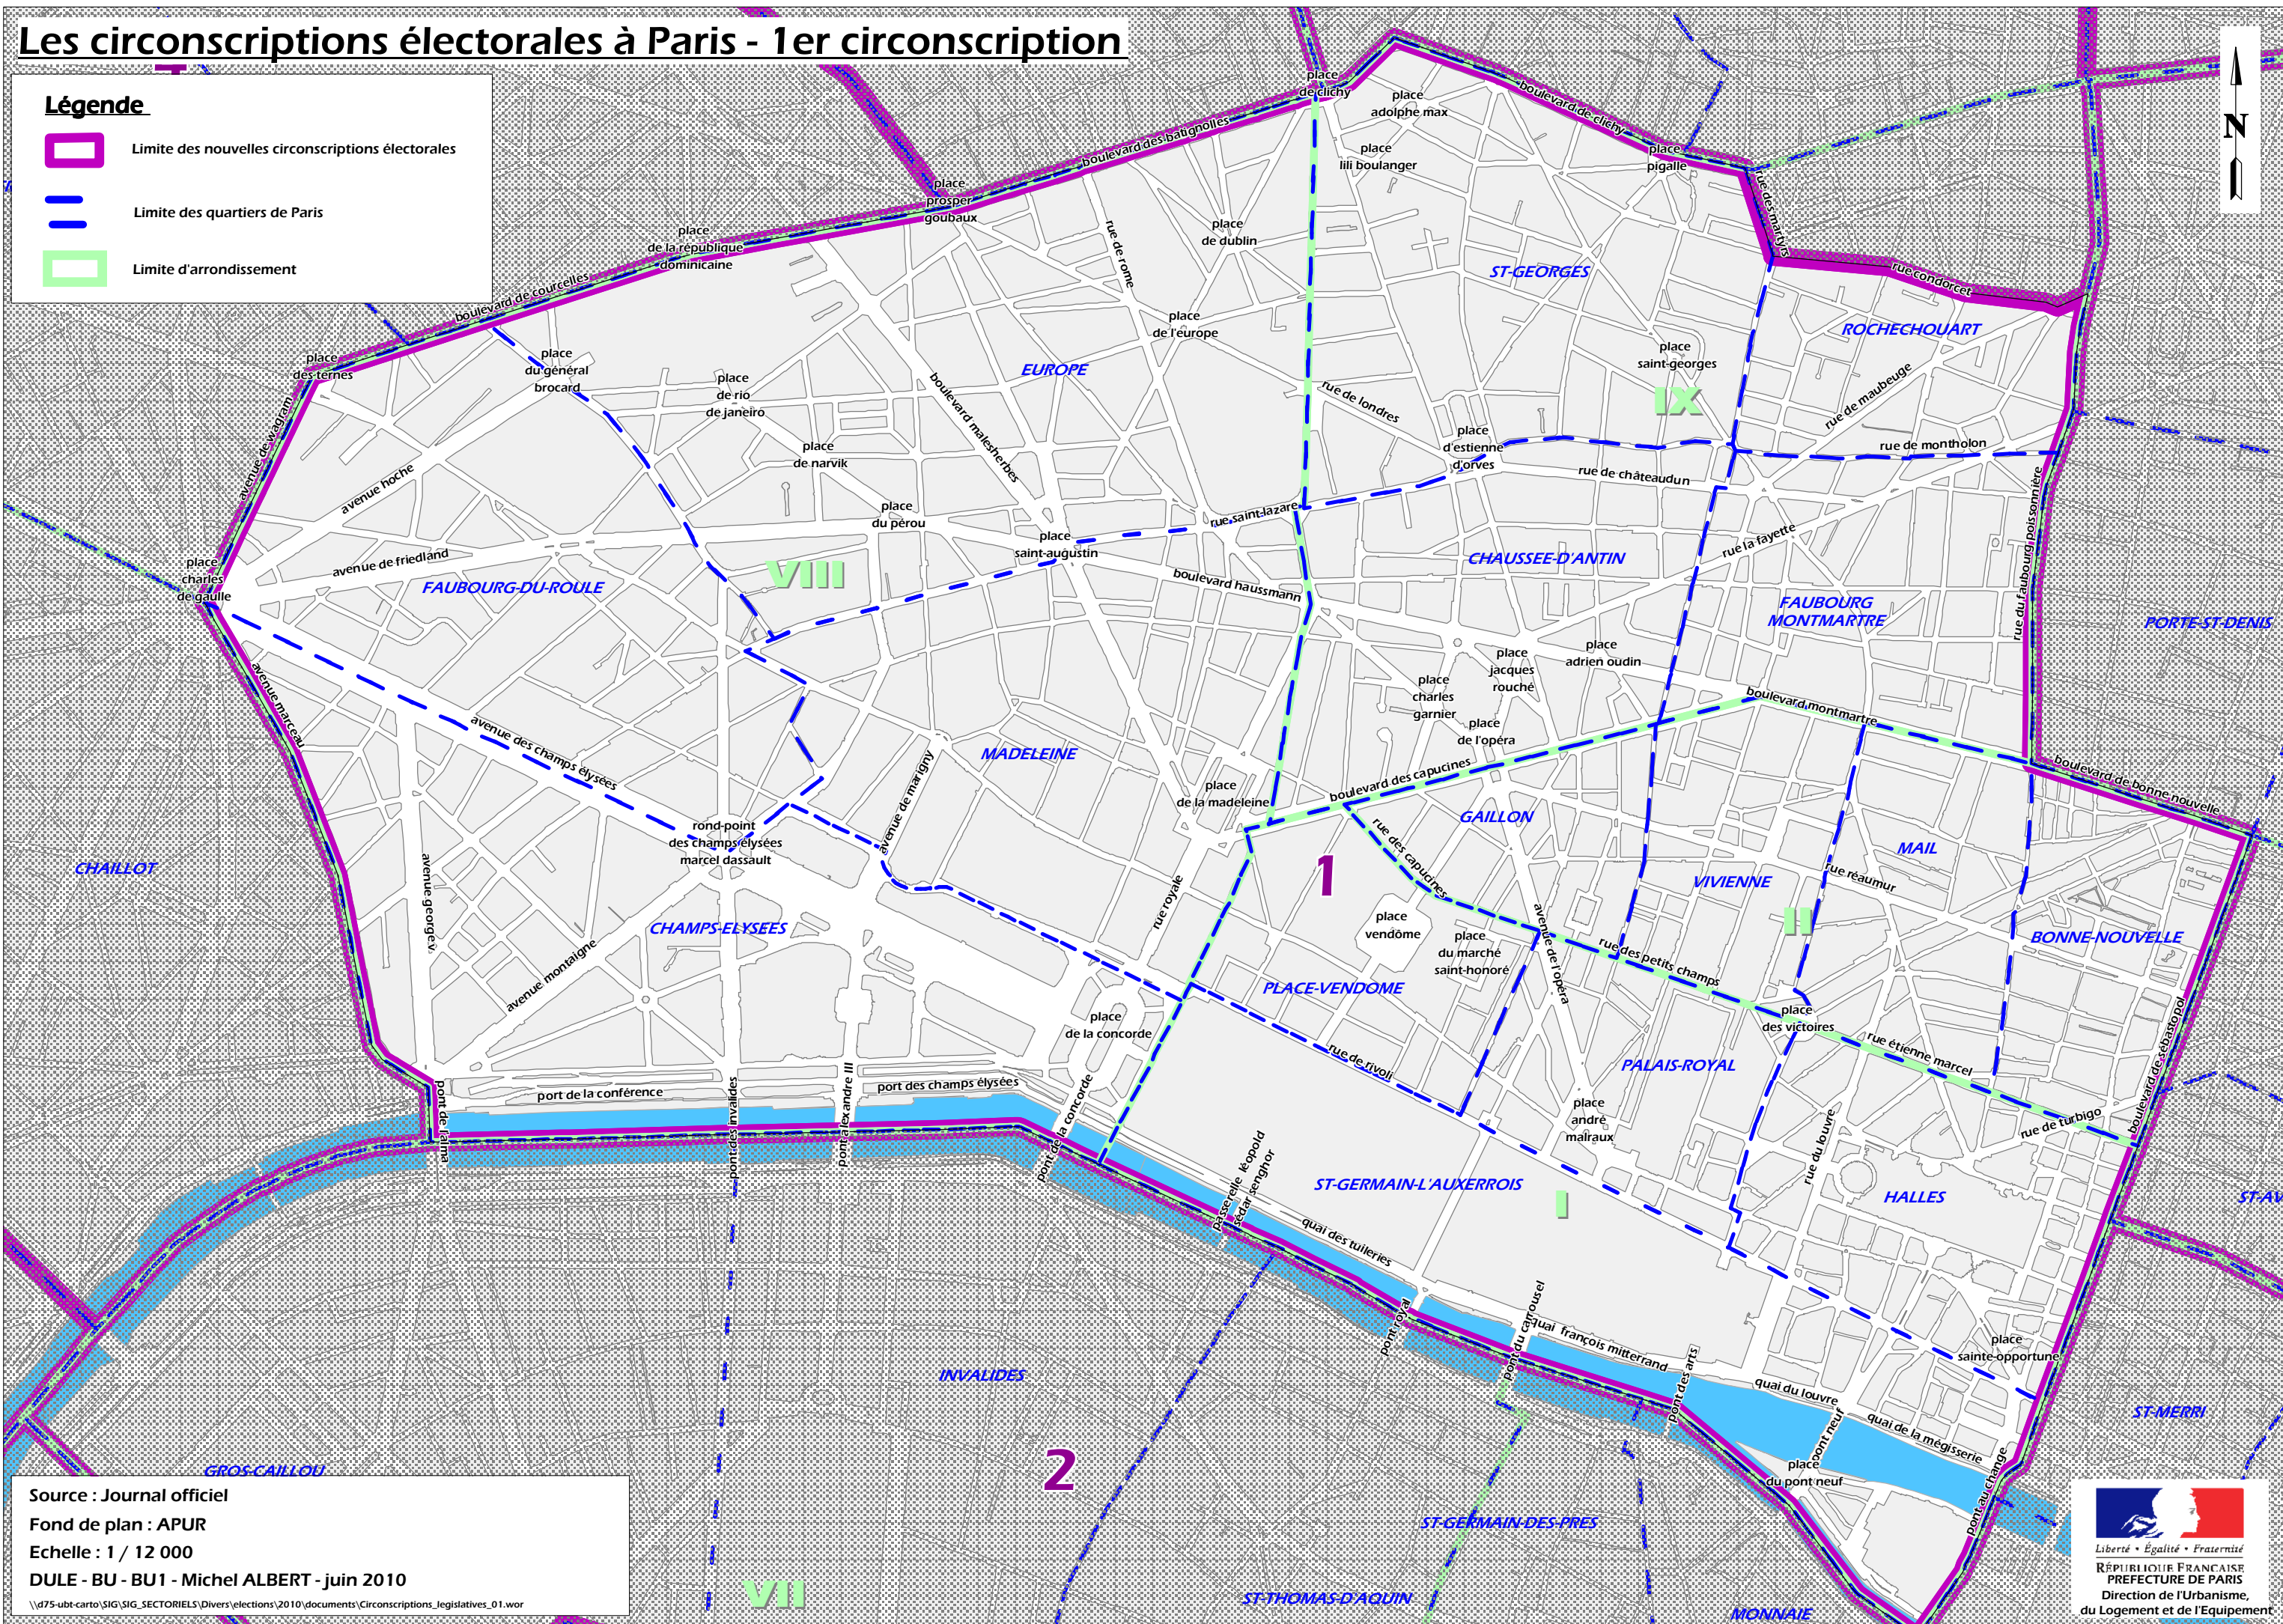 Les circonscriptions électorales à Paris - 1er circonscription
Légende
Limite des nouvelles circonscriptions électorales
Limite des quartiers de Paris
Limite d'arrondissement
N
place
de clichy
place
adolphe max
boulevard de clichy
place
lili boulanger
place
pigalle
rue des martyrs
rue condorcet
boulevard des batignolles
place
prosper
goubaux
place
de la république
dominicaine
boulevard de courcelles
rue de rome
place
de dublin
ST-GEORGES
ROCHECHOUART
place
des ternes
place
du général
brocard
place
de l'europe
EUROPE
place
saint-georges
IX
rue de maubeuge
rue de londres
place
de rio
de janeiro
boulevard malesherbes
place
de narvik
place
d'estienne
d'orves
rue de montholon
rue de châteaudun
avenue de wagram
avenue hoche
place
du pérou
rue saint-lazare
place
saint-augustin
rue la fayette
rue du faubourg poissonnière
avenue de friedland
place
charles
de gaulle
FAUBOURG-DU-ROULE
VIII
boulevard haussmann
CHAUSSEE-D'ANTIN
FAUBOURG
MONTMARTRE
PORTE-ST-DENIS
place
adrien oudin
place
jacques
rouché
place
charles
garnier
place
de l'opéra
boulevard montmartre
avenue marceau
avenue des champs élysées
MADELEINE
avenue de marigny
place
de la madeleine
boulevard des capucines
boulevard de bonne nouvelle
GAILLON
rue des capucines
rond-point
des champs élysées
marcel dassault
CHAILLOT
1
MAIL
VIVIENNE
rue réaumur
II
avenue george v
rue royale
CHAMPS-ELYSEES
avenue montaigne
place
vendôme
place
du marché
saint-honoré
avenue de l'opéra
rue des petits champs
BONNE-NOUVELLE
PLACE-VENDOME
place
de la concorde
place
des victoires
rue étienne marcel
boulevard de sébastopol
rue de rivoli
PALAIS-ROYAL
port de la conférence
port des champs élysées
pont de l'alma
pont des invalides
pont alexandre III
pont de la concorde
place
andré
malraux
rue du louvre
rue de turbigo
passerelle léopold
sédar senghor
ST-GERMAIN-L'AUXERROIS
I
HALLES
ST-AV
quai des tuileries
pont royal
pont du carrousel
quai françois mitterrand
pont des arts
place
sainte-opportune
quai du louvre
quai de la mégisserie
pont neuf
place
du pont neuf
pont au change
ST-MERRI
INVALIDES
2
GROS-CAILLOU
ST-GERMAIN-DES-PRES
VII
ST-THOMAS-D'AQUIN
MONNAIE
Source : Journal officiel
Fond de plan : APUR
Echelle : 1 / 12 000
DULE - BU - BU1 - Michel ALBERT - juin 2010
\\d75-ubt-carto\SIG\SIG_SECTORIELS\Divers\elections\2010\documents\Circonscriptions_legislatives_01.wor
Liberté • Égalité • Fraternité
RÉPUBLIQUE FRANÇAISE
PREFECTURE DE PARIS
Direction de l'Urbanisme,
du Logement et de l'Equipement